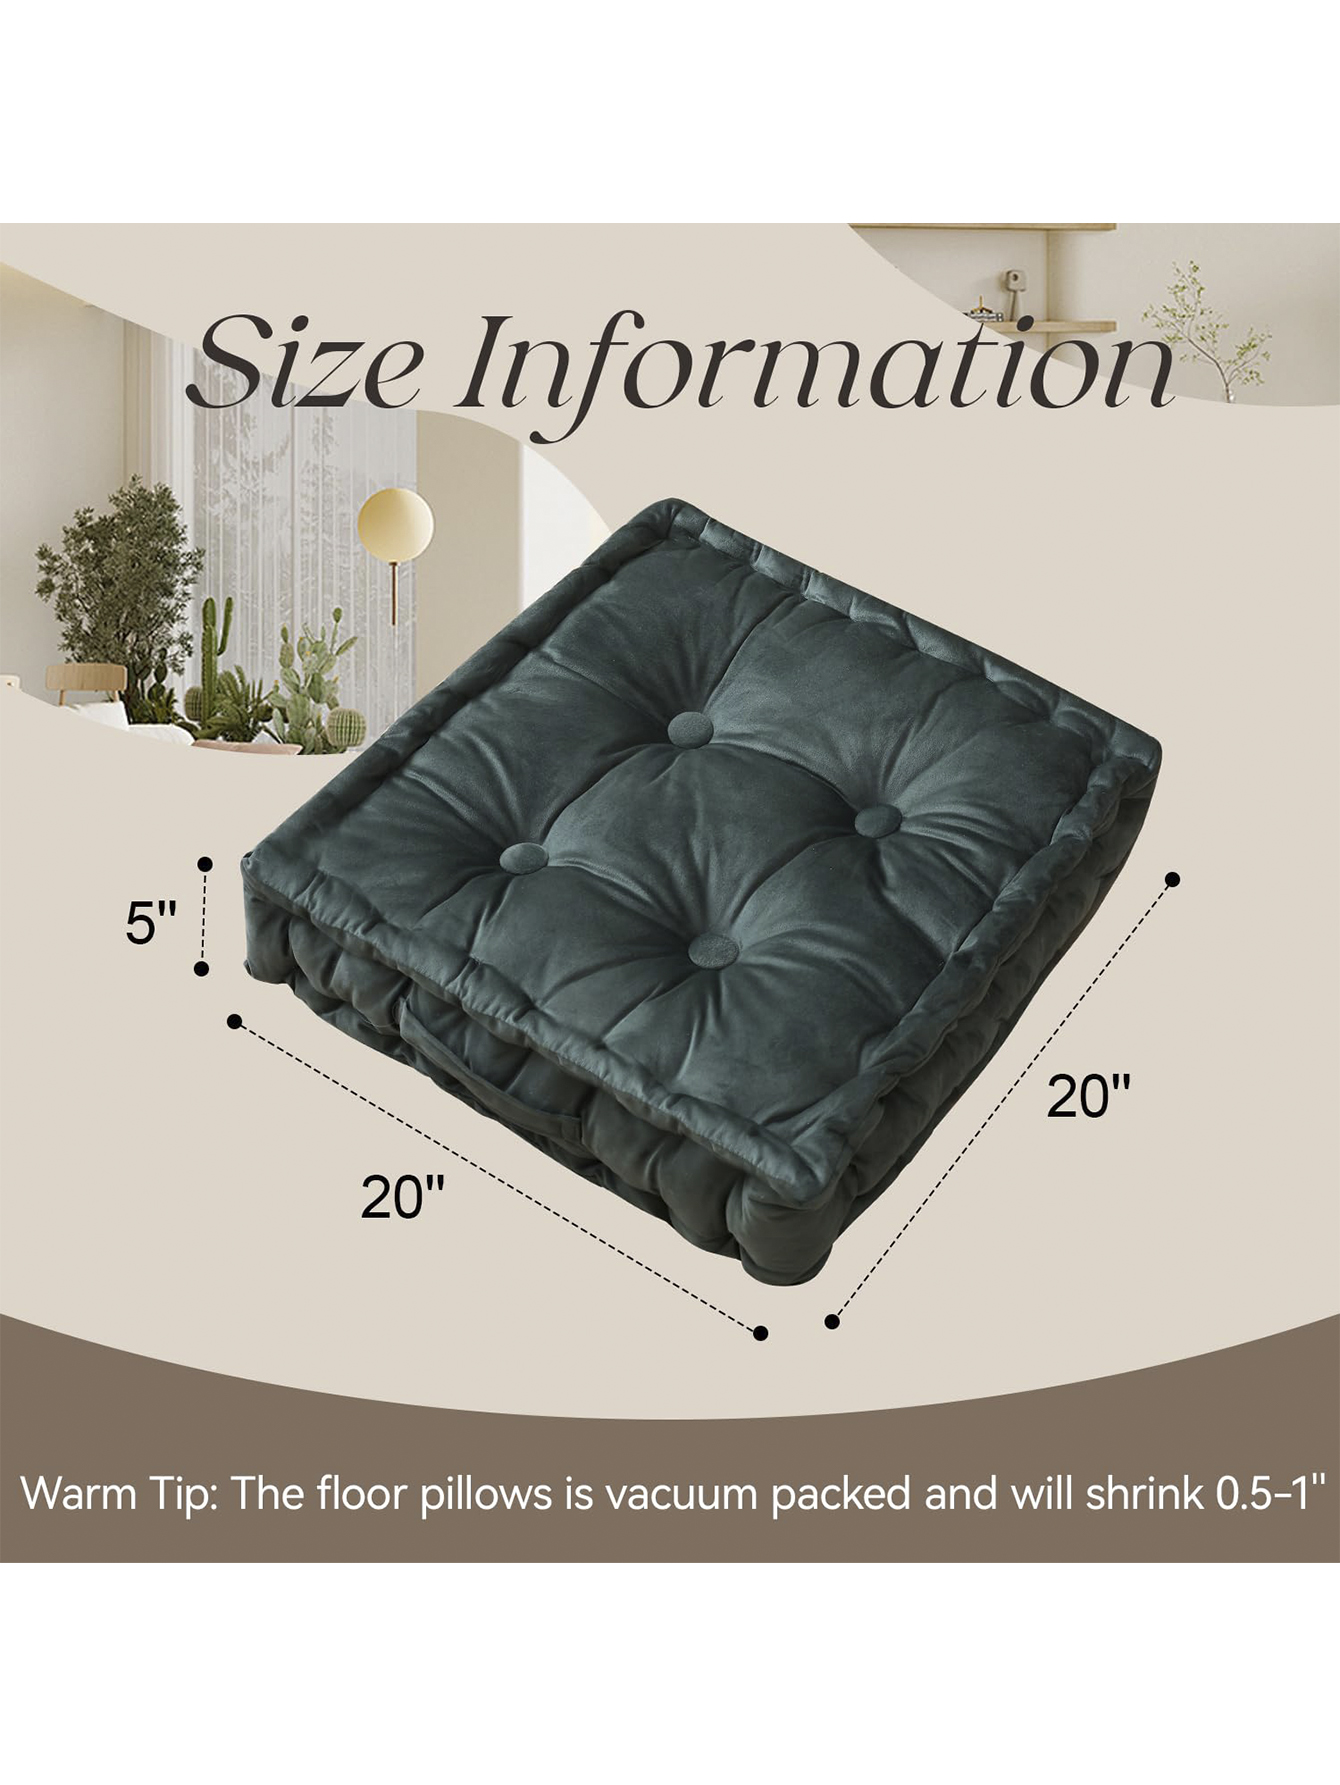 Size Information
5"
20"
20"
Warm Tip: The floor pillows is vacuum packed and will shrink 0.5-1"